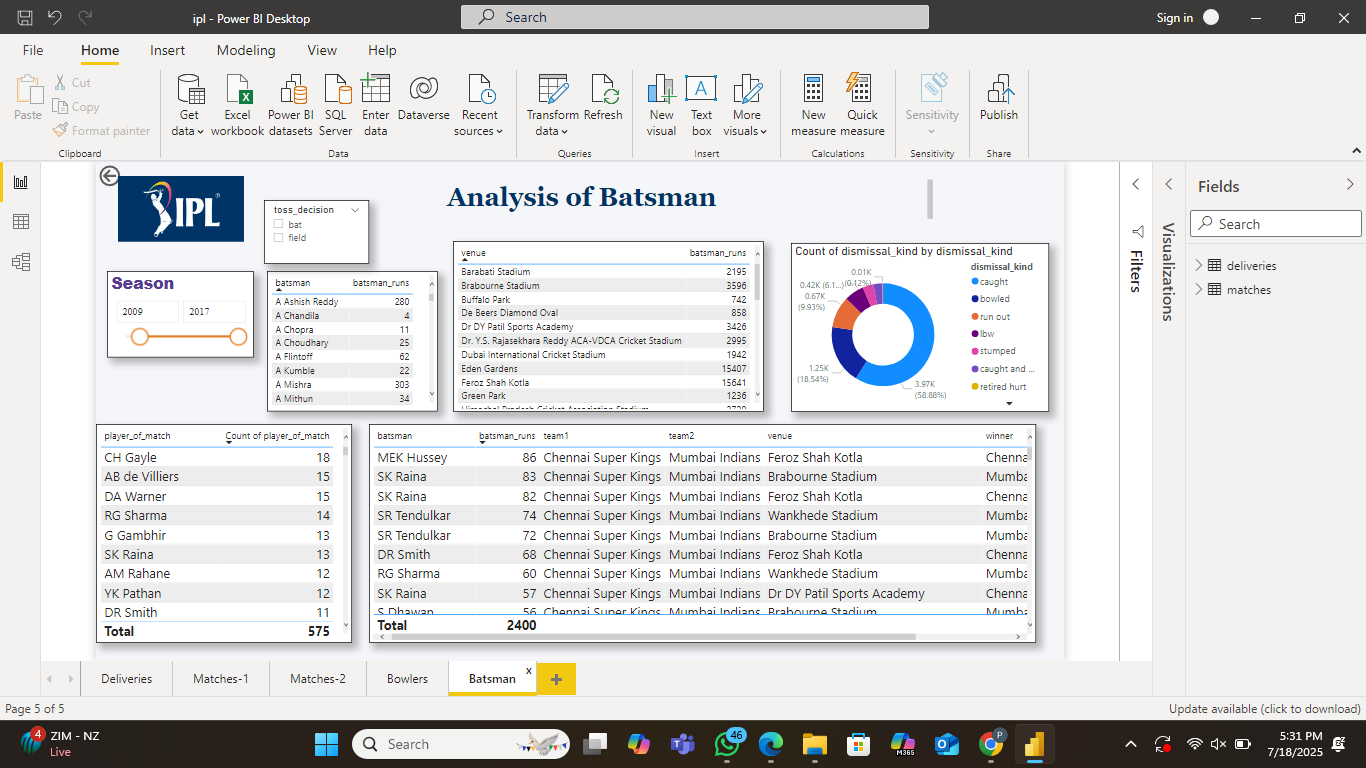 ipl - Power BI Desktop
Search
Sign in
File Home Insert Modeling View Help
Paste
Cut
Copy
Format painter
Clipboard
Get data
Excel workbook
Power BI datasets
SQL Server
Enter data
Dataverse
Recent sources
Data
Transform data
Refresh
Queries
New visual
Text box
More visuals
Insert
New measure
Quick measure
Calculations
Sensitivity
Sensitivity
Publish
Share
IPL
Analysis of Batsman
toss_decision
bat
field
Season
2009 2017
batsman batsman_runs
A Ashish Reddy 280
A Chandila 4
A Chopra 11
A Choudhary 25
A Flintoff 62
A Kumble 22
A Mishra 303
A Mithun 34
venue batsman_runs
Barabati Stadium 2195
Brabourne Stadium 3596
Buffalo Park 742
De Beers Diamond Oval 858
Dr DY Patil Sports Academy 3426
Dr. Y.S. Rajasekhara Reddy ACA-VDCA Cricket Stadium 2995
Dubai International Cricket Stadium 1942
Eden Gardens 15407
Feroz Shah Kotla 15641
Green Park 1236
Count of dismissal_kind by dismissal_kind
0.01K
(0.12%)
0.42K (6.1...)
0.67K
(9.93%)
1.25K
(18.54%)
3.97K
(58.88%)
dismissal_kind
caught
bowled
run out
lbw
stumped
caught and ...
retired hurt
player_of_match Count of player_of_match
CH Gayle 18
AB de Villiers 15
DA Warner 15
RG Sharma 14
G Gambhir 13
SK Raina 13
AM Rahane 12
YK Pathan 12
DR Smith 11
Total 575
batsman batsman_runs team1 team2 venue winner
MEK Hussey 86 Chennai Super Kings Mumbai Indians Feroz Shah Kotla Chenna
SK Raina 83 Chennai Super Kings Mumbai Indians Brabourne Stadium Mumba
SK Raina 82 Chennai Super Kings Mumbai Indians Feroz Shah Kotla Chenna
SR Tendulkar 74 Chennai Super Kings Mumbai Indians Wankhede Stadium Mumba
SR Tendulkar 72 Chennai Super Kings Mumbai Indians Brabourne Stadium Mumba
DR Smith 68 Chennai Super Kings Mumbai Indians Feroz Shah Kotla Chenna
RG Sharma 60 Chennai Super Kings Mumbai Indians Wankhede Stadium Mumba
SK Raina 57 Chennai Super Kings Mumbai Indians Dr DY Patil Sports Academy Chenna
S Dhawan 56 Chennai Super Kings Mumbai Indians Brabourne Stadium Mumba
Total 2400
Filters
Visualizations
Fields
Search
deliveries
matches
Deliveries Matches-1 Matches-2 Bowlers Batsman x
Page 5 of 5
Update available (click to download)
4
ZIM - NZ
Live
Search
46
M365
P
5:31 PM
7/18/2025